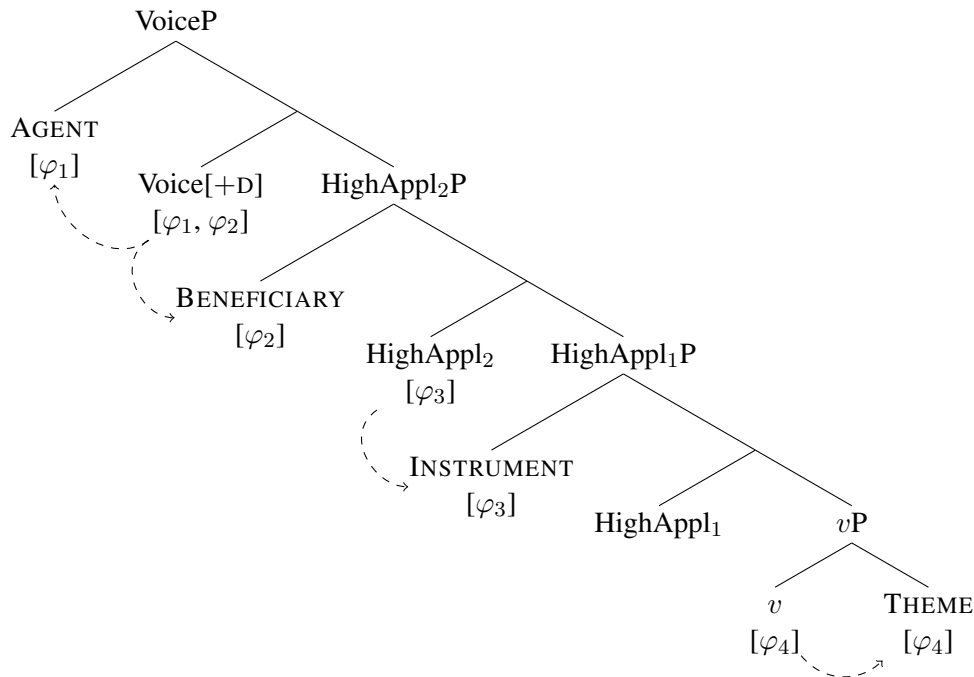 VoiceP
AGENT
[φ₁]
Voice[+D]
[φ₁, φ₂]
HighAppl₂P
BENEFICIARY
[φ₂]
HighAppl₂
[φ₃]
HighAppl₁P
INSTRUMENT
[φ₃]
HighAppl₁
vP
v
[φ₄]
THEME
[φ₄]